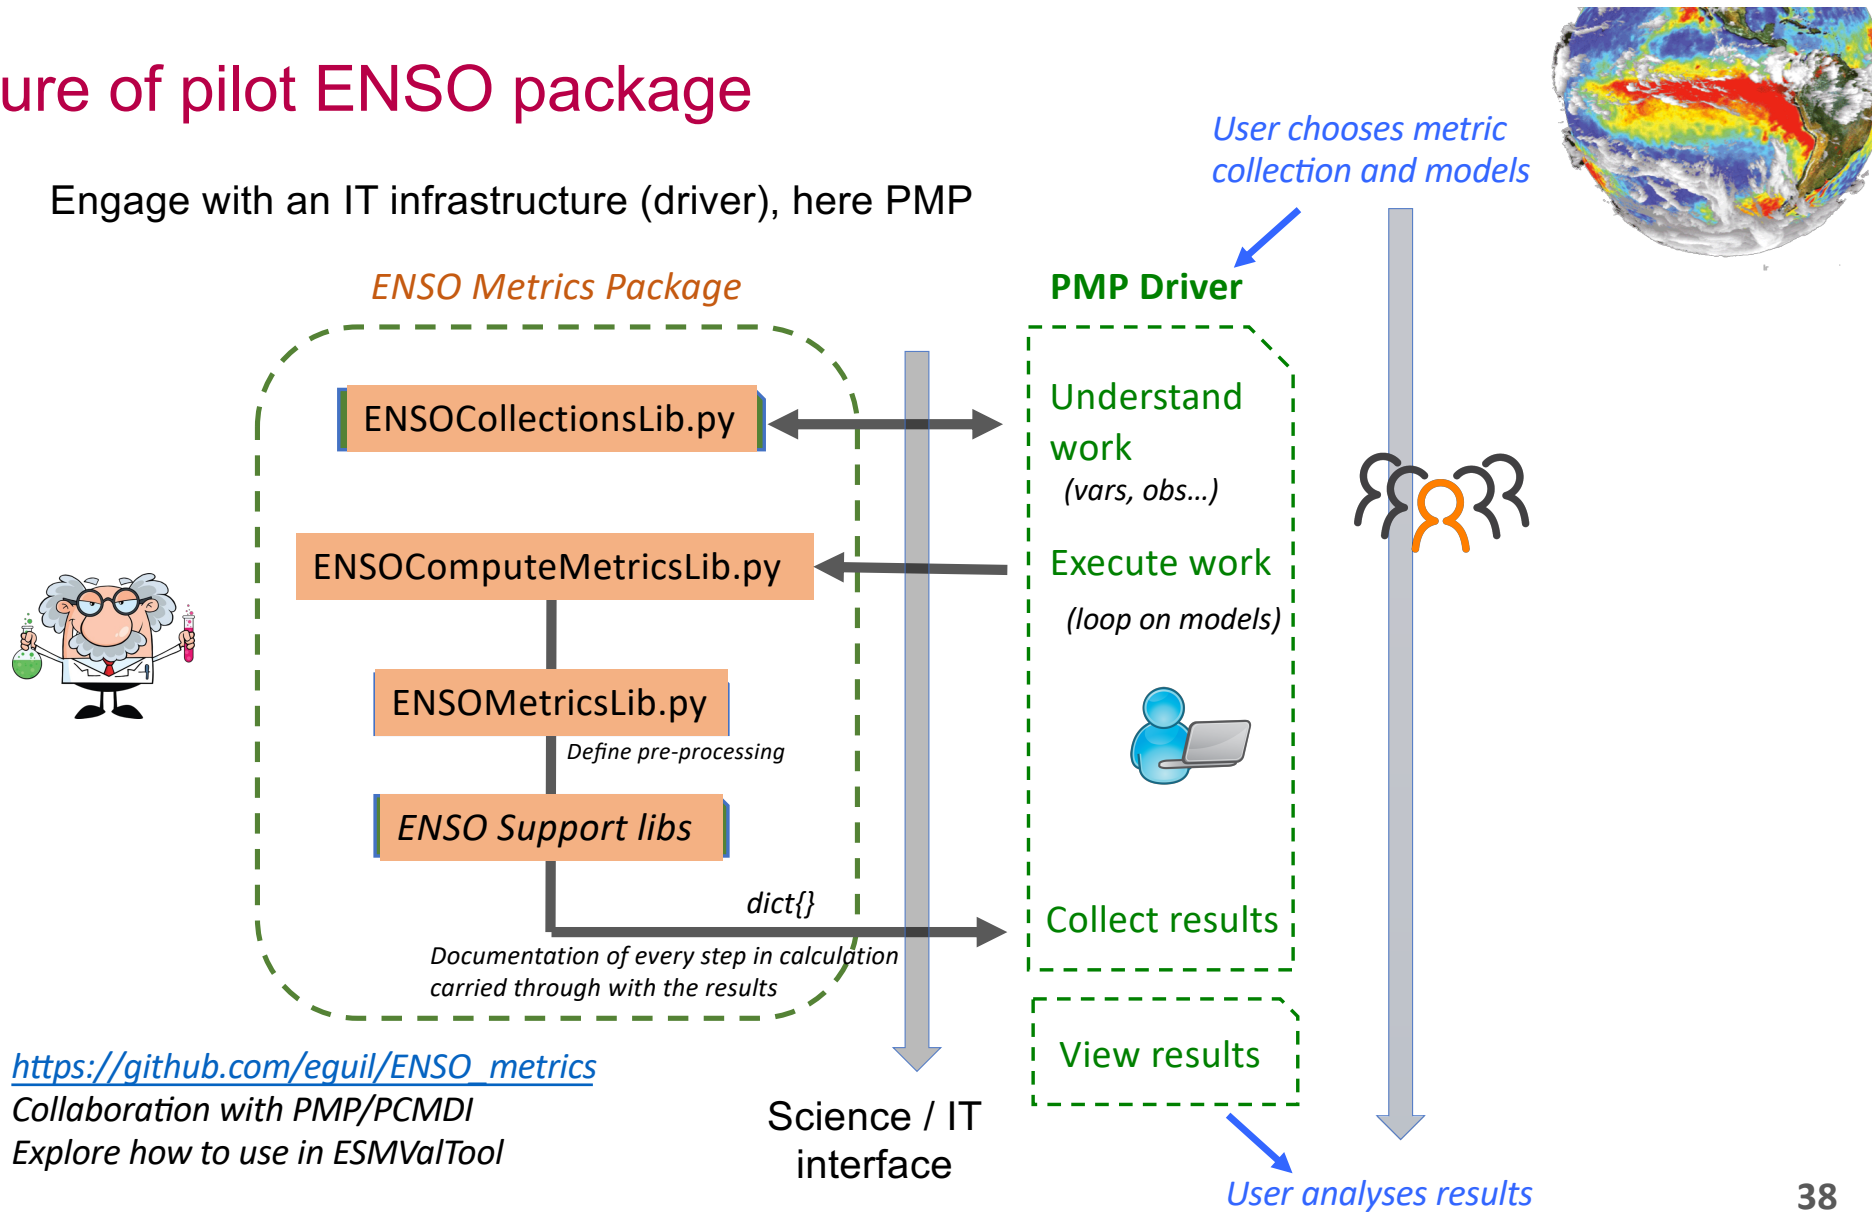 ure of pilot ENSO package
User chooses metric
collection and models
Engage with an IT infrastructure (driver), here PMP
ENSO Metrics Package
PMP Driver
ENSOCollectionsLib.py
Understand
work
(vars, obs...)
ENSOComputeMetricsLib.py
Execute work
(loop on models)
ENSOMetricsLib.py
Define pre-processing
ENSO Support libs
dict{}
Collect results
Documentation of every step in calculation
carried through with the results
View results
https://github.com/eguil/ENSO_metrics
Collaboration with PMP/PCMDI
Explore how to use in ESMValTool
Science / IT
interface
User analyses results
38